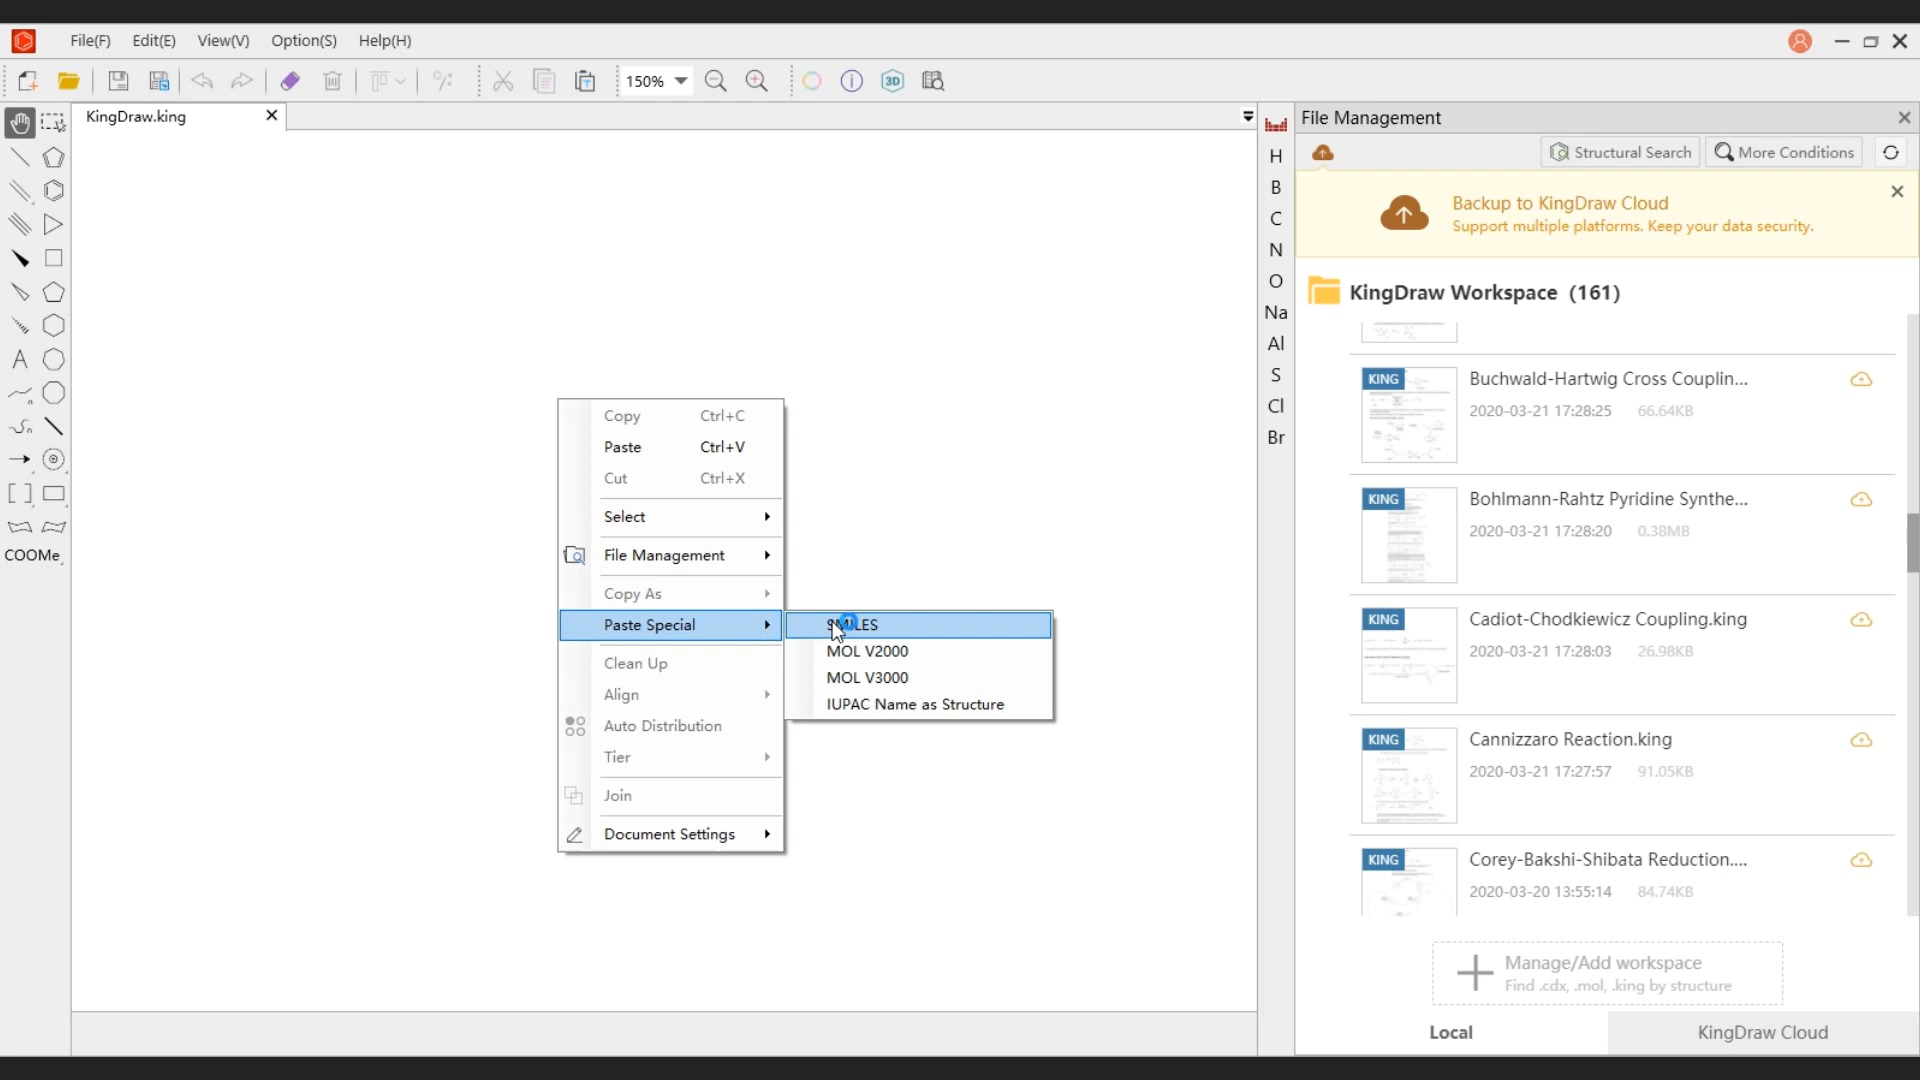 File(F) Edit(E) View(V) Option(S) Help(H)
150% 3D
KingDraw.king
File Management
Structural Search More Conditions
Backup to KingDraw Cloud
Support multiple platforms. Keep your data security.
KingDraw Workspace (161)
KING Buchwald-Hartwig Cross Couplin...
2020-03-21 17:28:25 66.64KB
KING Bohlmann-Rahtz Pyridine Synthe...
2020-03-21 17:28:20 0.38MB
KING Cadiot-Chodkiewicz Coupling.king
2020-03-21 17:28:03 26.98KB
KING Cannizzaro Reaction.king
2020-03-21 17:27:57 91.05KB
KING Corey-Bakshi-Shibata Reduction....
2020-03-20 13:55:14 84.74KB
Manage/Add workspace
Find .cdx, .mol, .king by structure
Local KingDraw Cloud
H
B
C
N
O
Na
Al
S
Cl
Br
A
COOMe
Copy Ctrl+C
Paste Ctrl+V
Cut Ctrl+X
Select
File Management
Copy As
Paste Special
Clean Up
Align
Auto Distribution
Tier
Join
Document Settings
SMILES
MOL V2000
MOL V3000
IUPAC Name as Structure